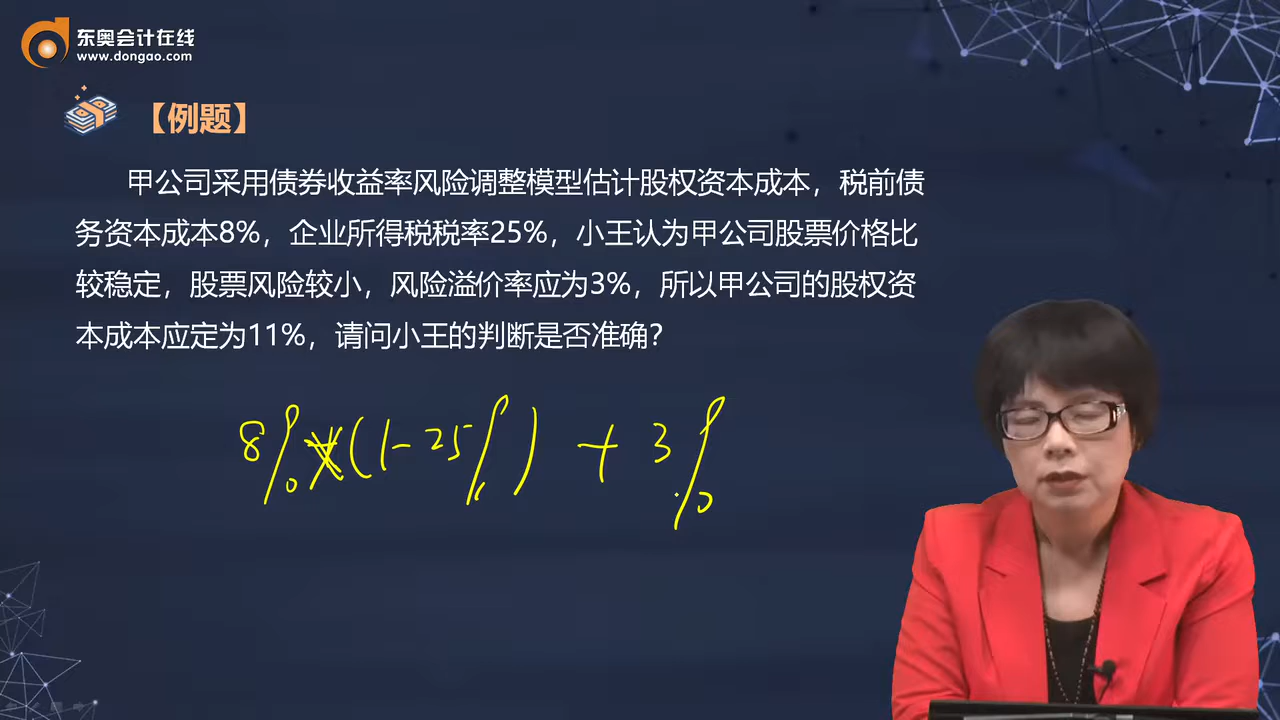 东奥会计在线
www.dongao.com
【例题】
甲公司采用债券收益率风险调整模型估计股权资本成本，税前债
务资本成本8%，企业所得税税率25%，小王认为甲公司股票价格比
较稳定，股票风险较小，风险溢价率应为3%，所以甲公司的股权资
本成本应定为11%，请问小王的判断是否准确？
8%×(1-25%)+3%